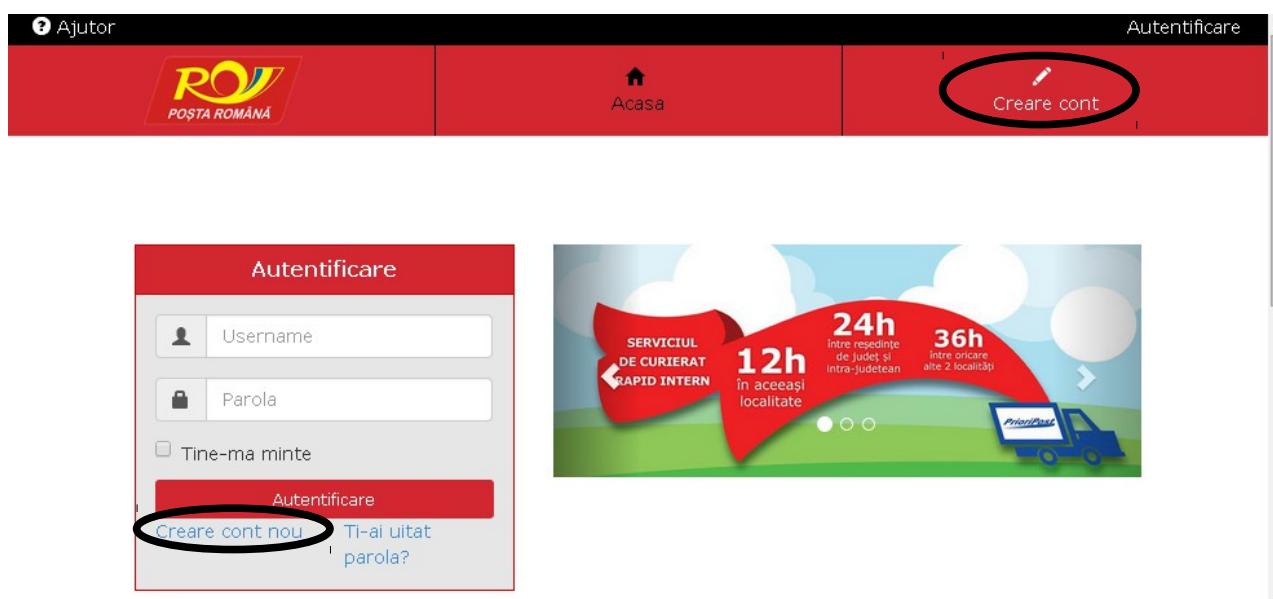 Ajutor
Autentificare
POȘTA ROMÂNĂ
Acasa
Creare cont
Autentificare
Username
Parola
Tine-ma minte
Autentificare
Creare cont nou
Ti-ai uitat
parola?
SERVICIUL
DE CURIERAT
RAPID INTERN
12h
în aceeași
localitate
24h
între reședințe
de județ și
intra-judetean
36h
între oricare
alte 2 localități
PrioriPost